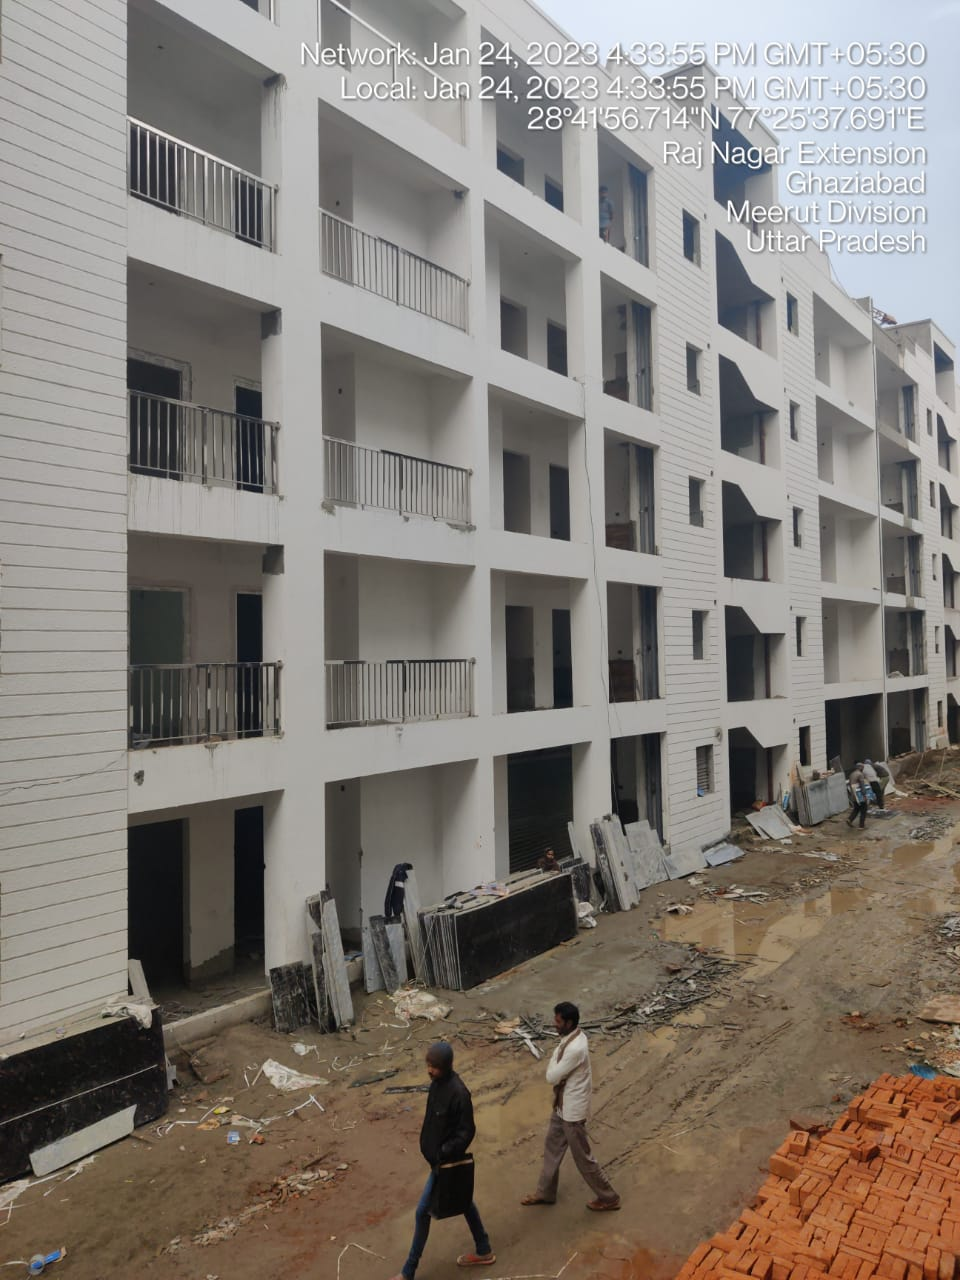 Network: Jan 24, 2023 4:33:55 PM GMT+05:30
Local: Jan 24, 2023 4:33:55 PM GMT+05:30
28°41'56.714"N 77°25'37.691"E
Raj Nagar Extension
Ghaziabad
Meerut Division
Uttar Pradesh